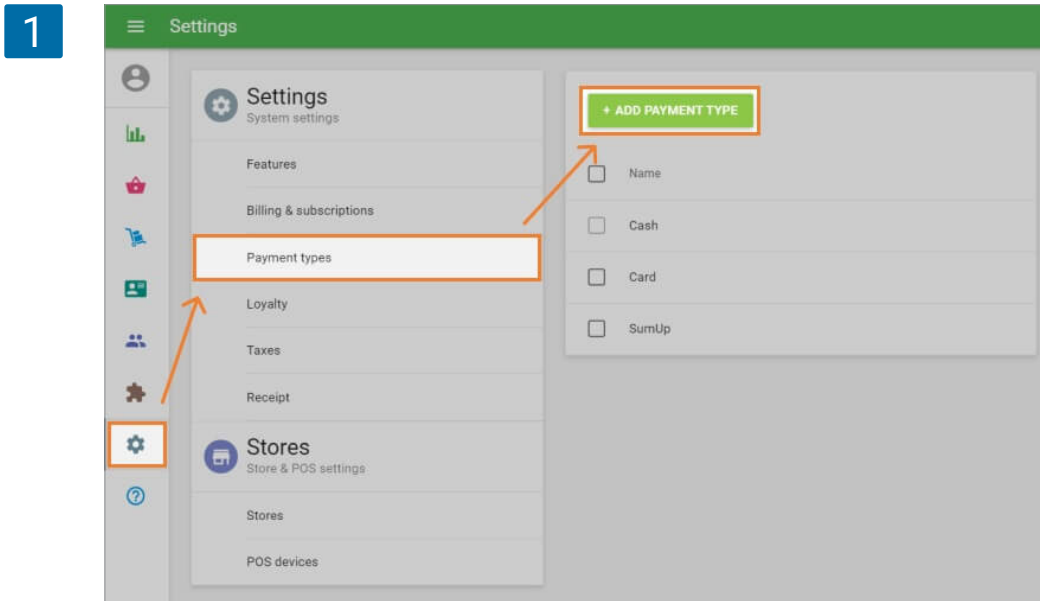 1
Settings
Settings
System settings
Features
Billing & subscriptions
Payment types
Loyalty
Taxes
Receipt
Stores
Store & POS settings
Stores
POS devices
+ ADD PAYMENT TYPE
Name
Cash
Card
SumUp